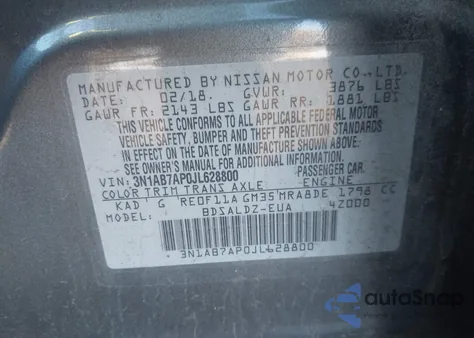 MANUFACTURED BY NISSAN MOTOR CO.,LTD.
DATE: 02/18. GVWR: 3876 LBS
GAWR FR: 2143 LBS GAWR RR: 1881 LBS
THIS VEHICLE CONFORMS TO ALL APPLICABLE FEDERAL MOTOR
VEHICLE SAFETY, BUMPER AND THEFT PREVENTION STANDARDS
IN EFFECT ON THE DATE OF MANUFACTURE SHOWN ABOVE.
SEE OWNER'S MANUAL FOR ADDITIONAL INFORMATION.
VIN: 3N1AB7AP0JL628800 PASSENGER CAR.
COLOR TRIM TRANS AXLE ENGINE
KAD G RE0F11A GM35 MRA8DE 1798 CC
MODEL: BDSALDZ-EUA 42000
3N1AB7AP0JL628800
autoSnap